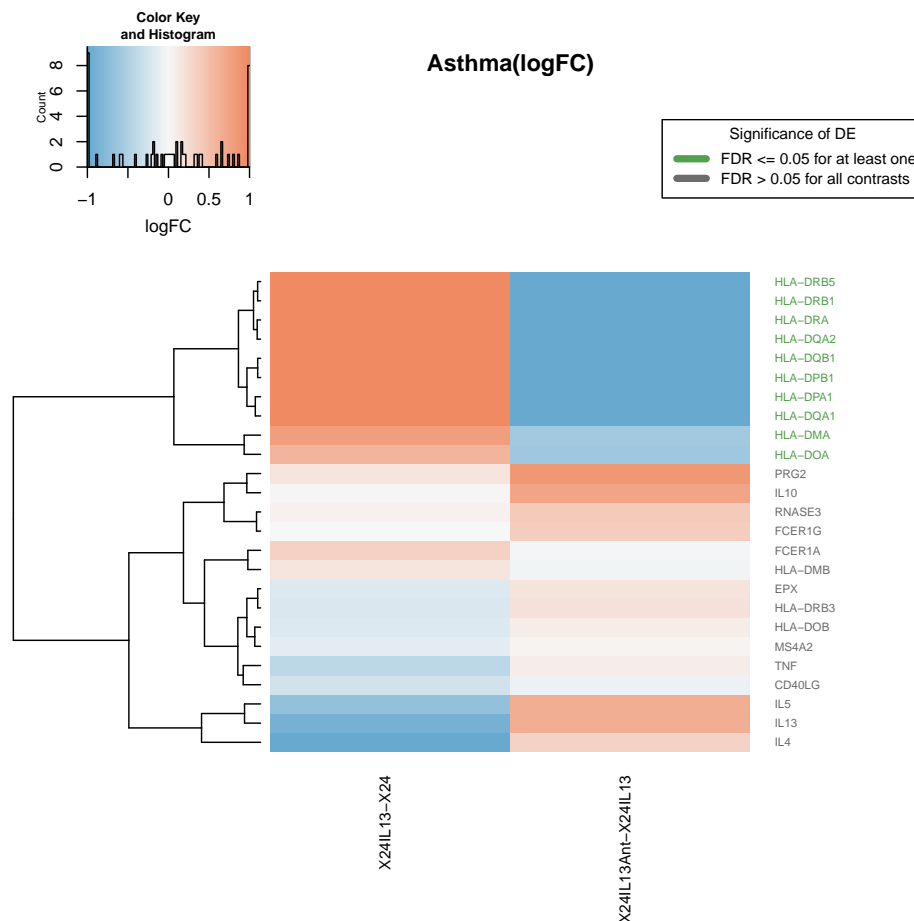 Color Key
and Histogram
Count
0 2 4 6 8
−1 0 0.5 1
logFC
Asthma(logFC)
Significance of DE
FDR <= 0.05 for at least one
FDR > 0.05 for all contrasts
HLA−DRB5
HLA−DRB1
HLA−DRA
HLA−DQA2
HLA−DQB1
HLA−DPB1
HLA−DPA1
HLA−DQA1
HLA−DMA
HLA−DOA
PRG2
IL10
RNASE3
FCER1G
FCER1A
HLA−DMB
EPX
HLA−DRB3
HLA−DOB
MS4A2
TNF
CD40LG
IL5
IL13
IL4
X24IL13−X24
X24IL13Ant−X24IL13